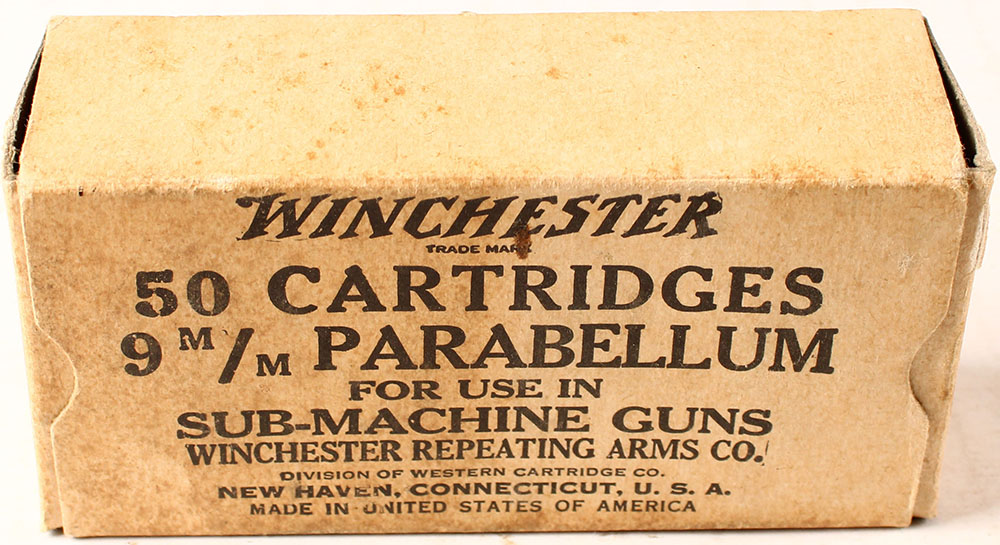 WINCHESTER
TRADE MARK
50 CARTRIDGES
9 M/M PARABELLUM
FOR USE IN
SUB-MACHINE GUNS
WINCHESTER REPEATING ARMS CO.
DIVISION OF WESTERN CARTRIDGE CO.
NEW HAVEN, CONNECTICUT, U. S. A.
MADE IN UNITED STATES OF AMERICA